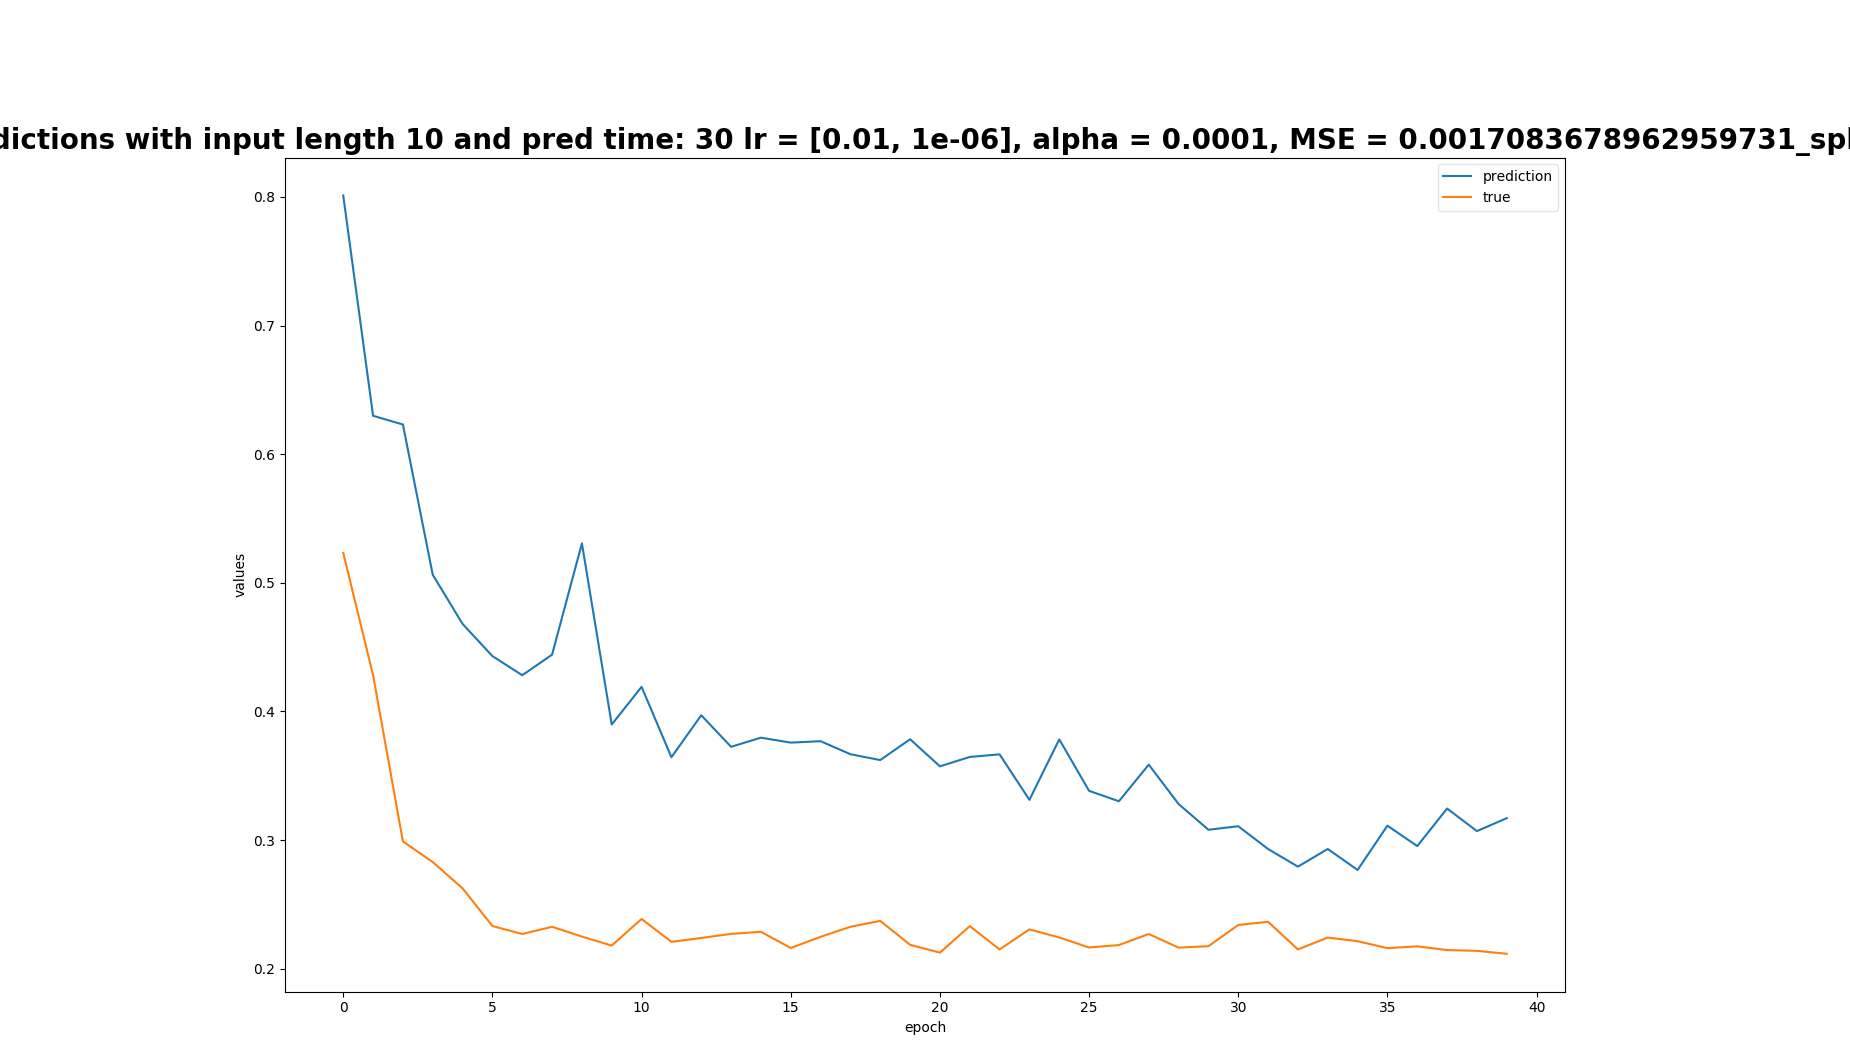 dictions with input length 10 and pred time: 30 lr = [0.01, 1e-06], alpha = 0.0001, MSE = 0.0017083678962959731_spl
prediction
true
0.8
0.7
0.6
0.5
0.4
0.3
0.2
values
0 5 10 15 20 25 30 35 40
epoch